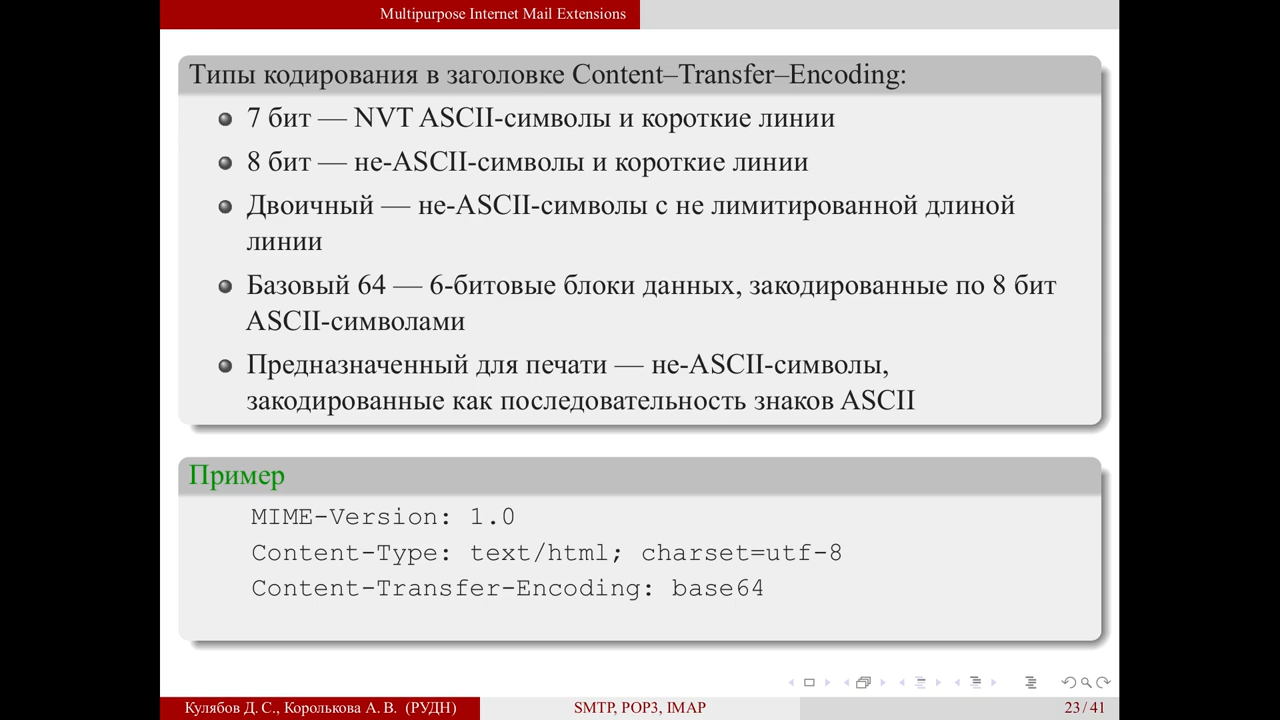 Multipurpose Internet Mail Extensions
Типы кодирования в заголовке Content–Transfer–Encoding:
7 бит — NVT ASCII-символы и короткие линии
8 бит — не-ASCII-символы и короткие линии
Двоичный — не-ASCII-символы с не лимитированной длиной
линии
Базовый 64 — 6-битовые блоки данных, закодированные по 8 бит
ASCII-символами
Предназначенный для печати — не-ASCII-символы,
закодированные как последовательность знаков ASCII
Пример
MIME-Version: 1.0
Content-Type: text/html; charset=utf-8
Content-Transfer-Encoding: base64
Кулябов Д. С., Королькова А. В. (РУДН)
SMTP, POP3, IMAP
23 / 41